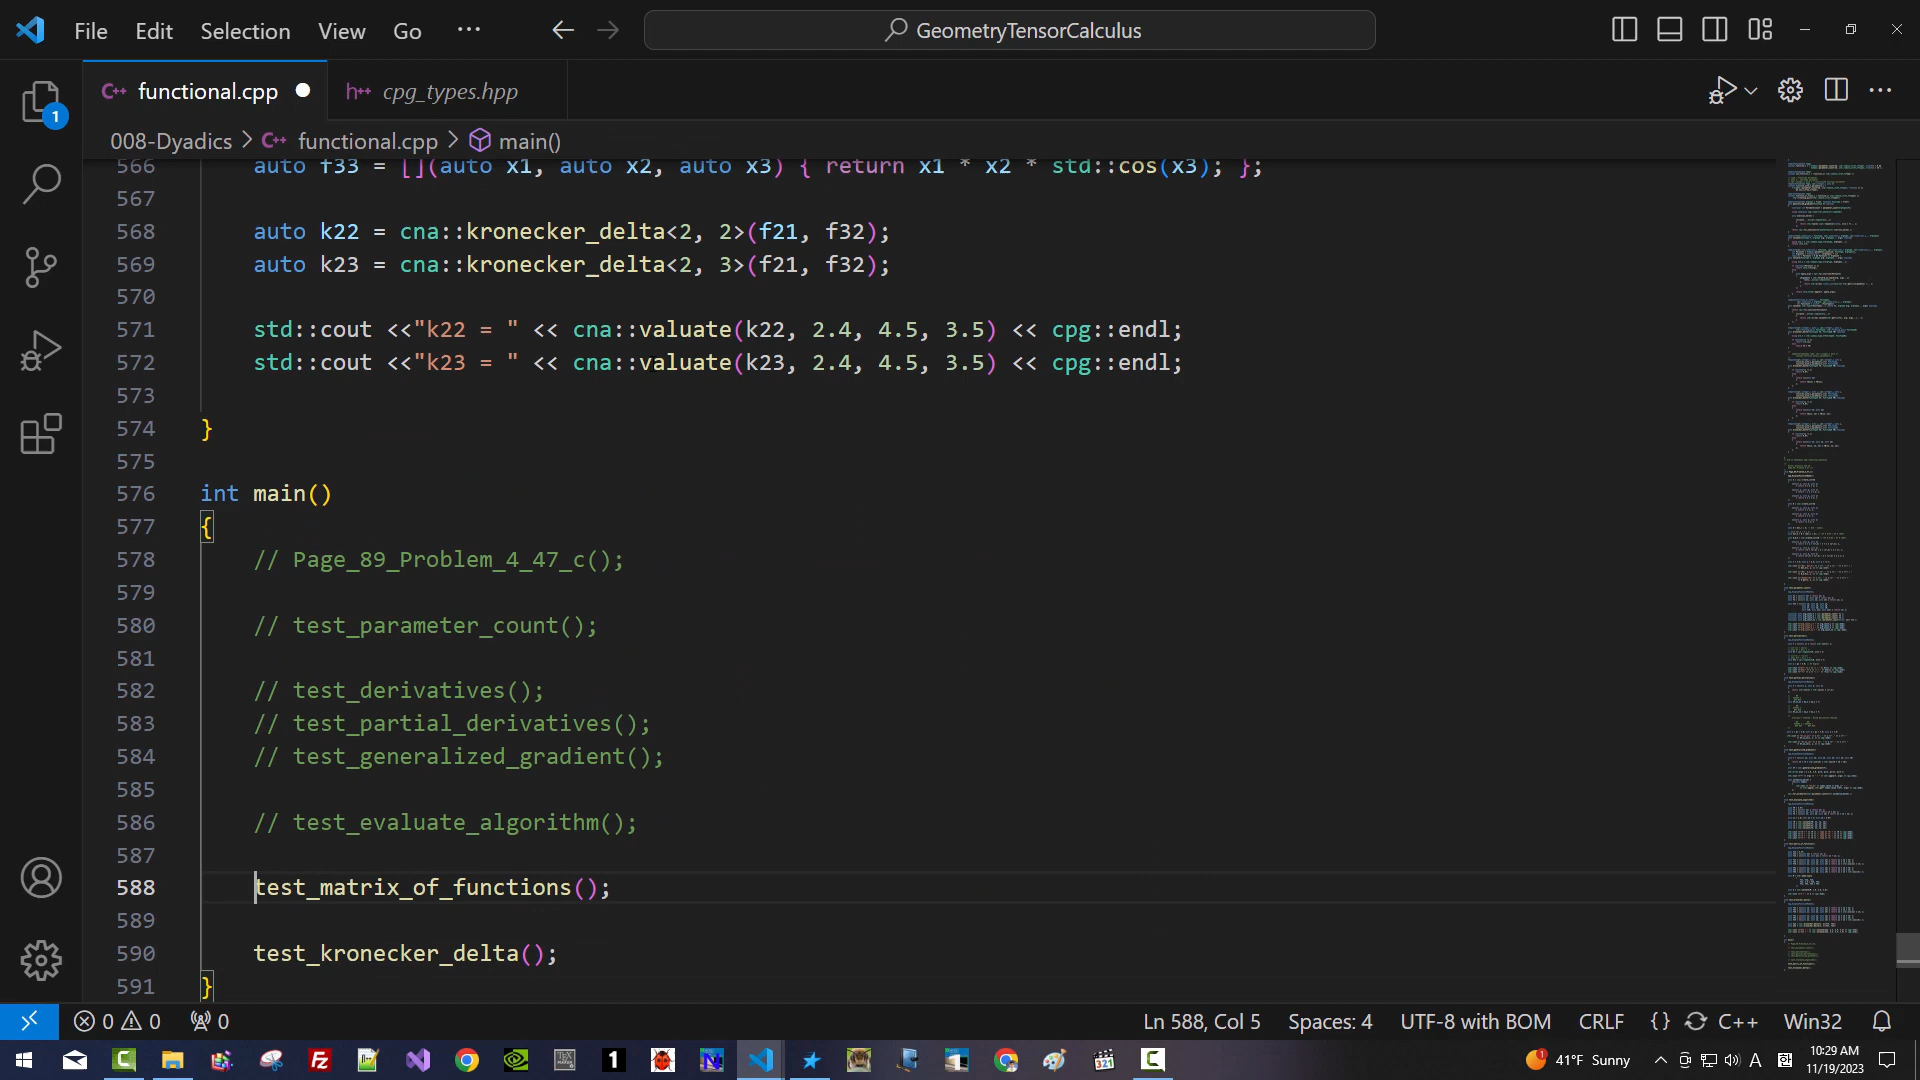 File Edit Selection View Go ··· GeometryTensorCalculus
functional.cpp cpg_types.hpp
008-Dyadics > functional.cpp > main()
566 auto f33 = [](auto x1, auto x2, auto x3) { return x1 * x2 * std::cos(x3); };
567
568 auto k22 = cna::kronecker_delta<2, 2>(f21, f32);
569 auto k23 = cna::kronecker_delta<2, 3>(f21, f32);
570
571 std::cout <<"k22 = " << cna::valuate(k22, 2.4, 4.5, 3.5) << cpg::endl;
572 std::cout <<"k23 = " << cna::valuate(k23, 2.4, 4.5, 3.5) << cpg::endl;
573
574 }
575
576 int main()
577 {
578 // Page_89_Problem_4_47_c();
579
580 // test_parameter_count();
581
582 // test_derivatives();
583 // test_partial_derivatives();
584 // test_generalized_gradient();
585
586 // test_evaluate_algorithm();
587
588 test_matrix_of_functions();
589
590 test_kronecker_delta();
591 }
1
0 0 0 Ln 588, Col 5 Spaces: 4 UTF-8 with BOM CRLF {} C++ Win32
41°F Sunny A 10:29 AM
11/19/2023